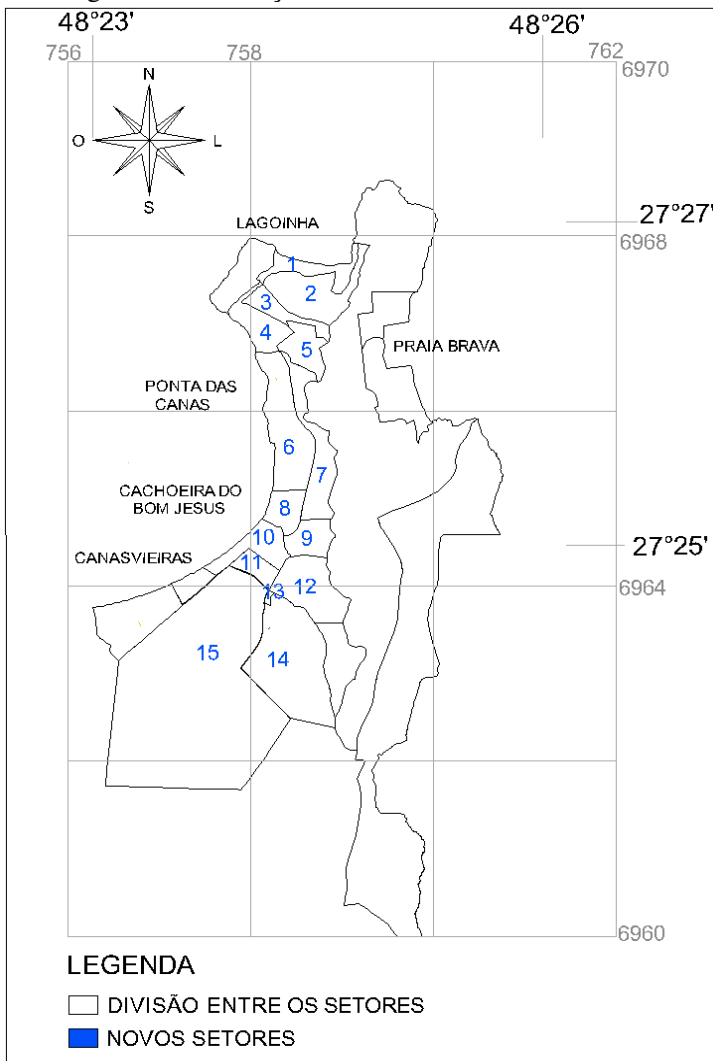 48°23'
48°26'
756
758
762
6970
N
O
L
S
27°27'
LAGOINHA
6968
1
2
3
4
5
PRAIA BRAVA
PONTA DAS
CANAS
6
7
CACHOEIRA DO
BOM JESUS
8
10
9
27°25'
CANASVIEIRAS
11
12
6964
13
15
14
6960
LEGENDA
DIVISÃO ENTRE OS SETORES
NOVOS SETORES